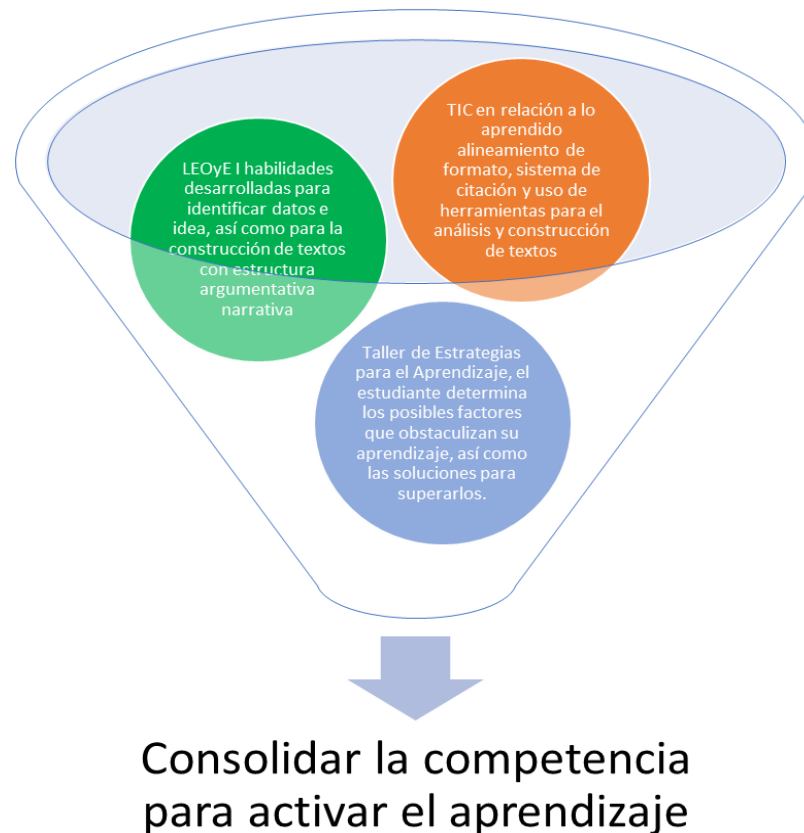 TIC en relación a lo
aprendido
alineamiento de
formato, sistema de
citación y uso de
herramientas para el
análisis y construcción
de textos
LEOyE I habilidades
desarrolladas para
identificar datos e
idea, así como para la
construcción de textos
con estructura
argumentativa
narrativa
Taller de Estrategias
para el Aprendizaje, el
estudiante determina
los posibles factores
que obstaculizan su
aprendizaje, así como
las soluciones para
superarlos.
Consolidar la competencia
para activar el aprendizaje